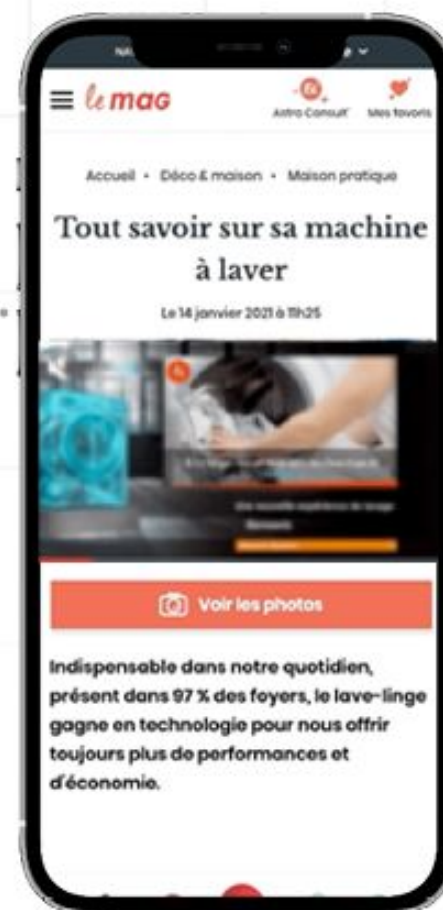 le mag
Astro Consult'
Mes favoris
Accueil • Déco & maison • Maison pratique
Tout savoir sur sa machine
à laver
Le 14 janvier 2021 à 11h25
Voir les photos
Indispensable dans notre quotidien,
présent dans 97 % des foyers, le lave-linge
gagne en technologie pour nous offrir
toujours plus de performances et
d'économie.